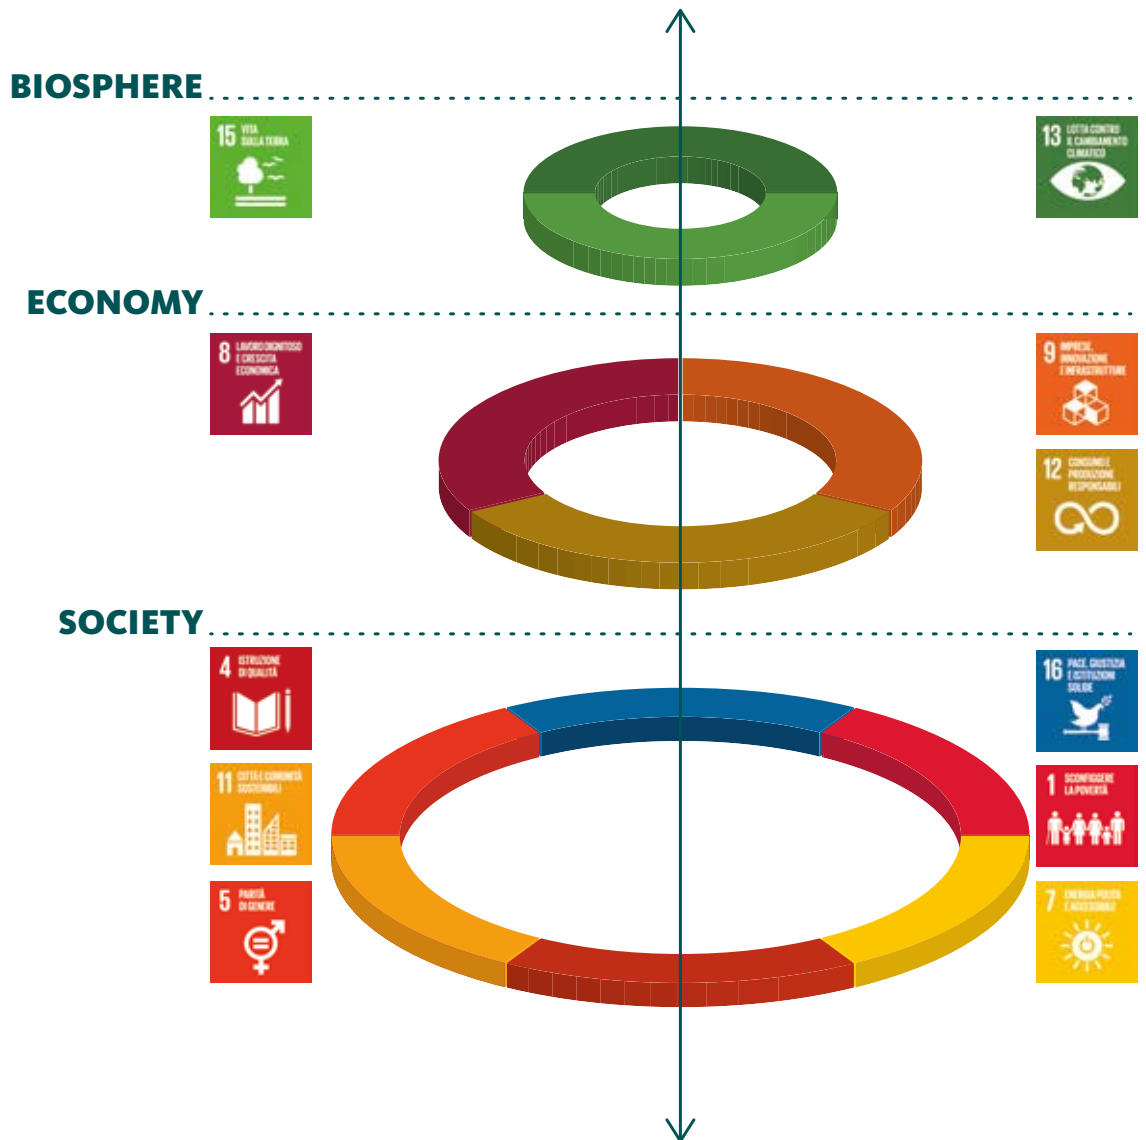 BIOSPHERE
15 VITA
SULLA TERRA
13 LOTTA CONTRO
IL CAMBIAMENTO
CLIMATICO
ECONOMY
8 LAVORO DIGNITOSO
E CRESCITA
ECONOMICA
9 IMPRESE,
INNOVAZIONE
E INFRASTRUTTURE
12 CONSUMO E
PRODUZIONE
RESPONSABILI
SOCIETY
4 ISTRUZIONE
DI QUALITÀ
16 PACE, GIUSTIZIA
E ISTITUZIONI
SOLIDE
11 CITTÀ E COMUNITÀ
SOSTENIBILI
1 SCONFIGGERE
LA POVERTÀ
5 PARITÀ
DI GENERE
7 ENERGIA PULITA
E ACCESSIBILE